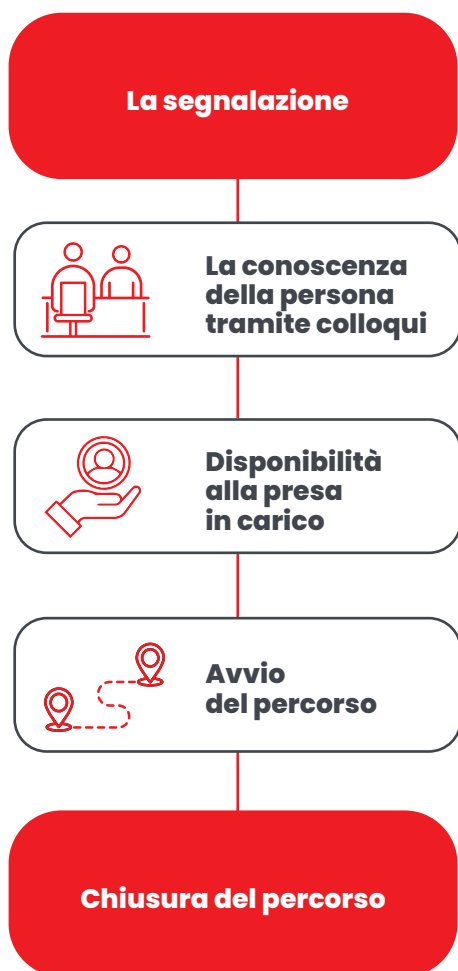 La segnalazione
La conoscenza
della persona
tramite colloqui
Disponibilità
alla presa
in carico
Avvio
del percorso
Chiusura del percorso